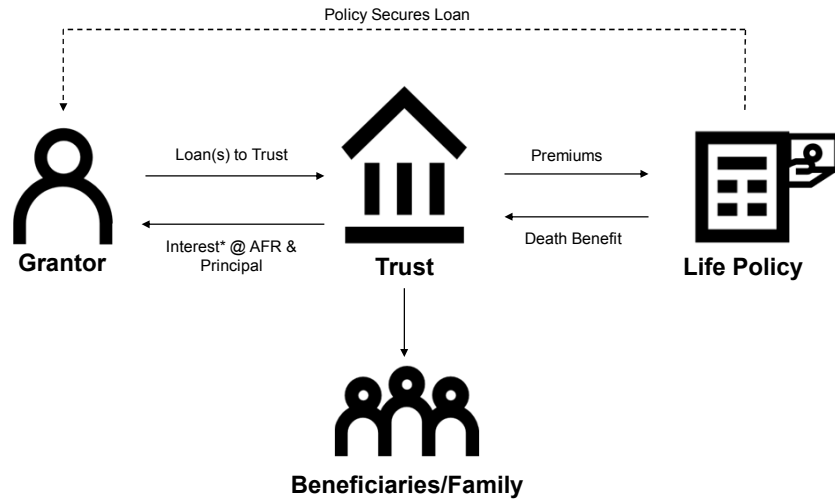 Policy Secures Loan
Loan(s) to Trust
Premiums
Interest* @ AFR &
Principal
Death Benefit
Grantor
Trust
Life Policy
Beneficiaries/Family